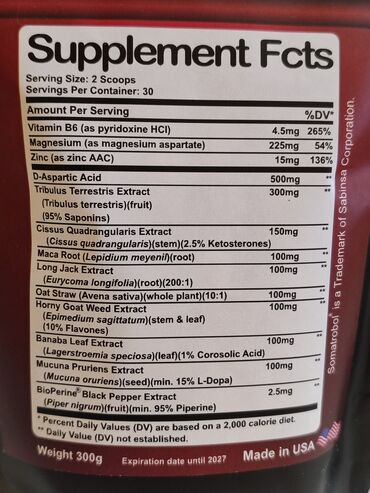 Supplement Fcts
Serving Size: 2 Scoops
Servings Per Container: 30
Amount Per Serving %DV*
Vitamin B6 (as pyridoxine HCl) 4.5mg 265%
Magnesium (as magnesium aspartate) 225mg 54%
Zinc (as zinc AAC) 15mg 136%
D-Aspartic Acid 500mg **
Tribulus Terrestris Extract 300mg **
(Tribulus terrestris)(fruit)
(95% Saponins)
Cissus Quadrangularis Extract 150mg **
(Cissus quadrangularis)(stem)(2.5% Ketosterones)
Maca Root (Lepidium meyenii)(root) 100mg **
Long Jack Extract 100mg **
(Eurycoma longifolia)(root)(200:1)
Oat Straw (Avena sativa)(whole plant)(10:1) 100mg **
Horny Goat Weed Extract 100mg **
(Epimedium sagittatum)(stem & leaf)
(10% Flavones)
Banaba Leaf Extract 100mg **
(Lagerstroemia speciosa)(leaf)(1% Corosolic Acid)
Mucuna Pruriens Extract 100mg **
(Mucuna oruriens)(seed)(min. 15% L-Dopa)
BioPerine® Black Pepper Extract 2.5mg **
(Piper nigrum)(fruit)(min. 95% Piperine)
* Percent Daily Values (DV) are based on a 2,000 calorie diet.
** Daily Value (DV) not established.
Weight 300g Expiration date until 2027 Made in USA
Somatrobol® is a Trademark of Sabinsa Corporation.